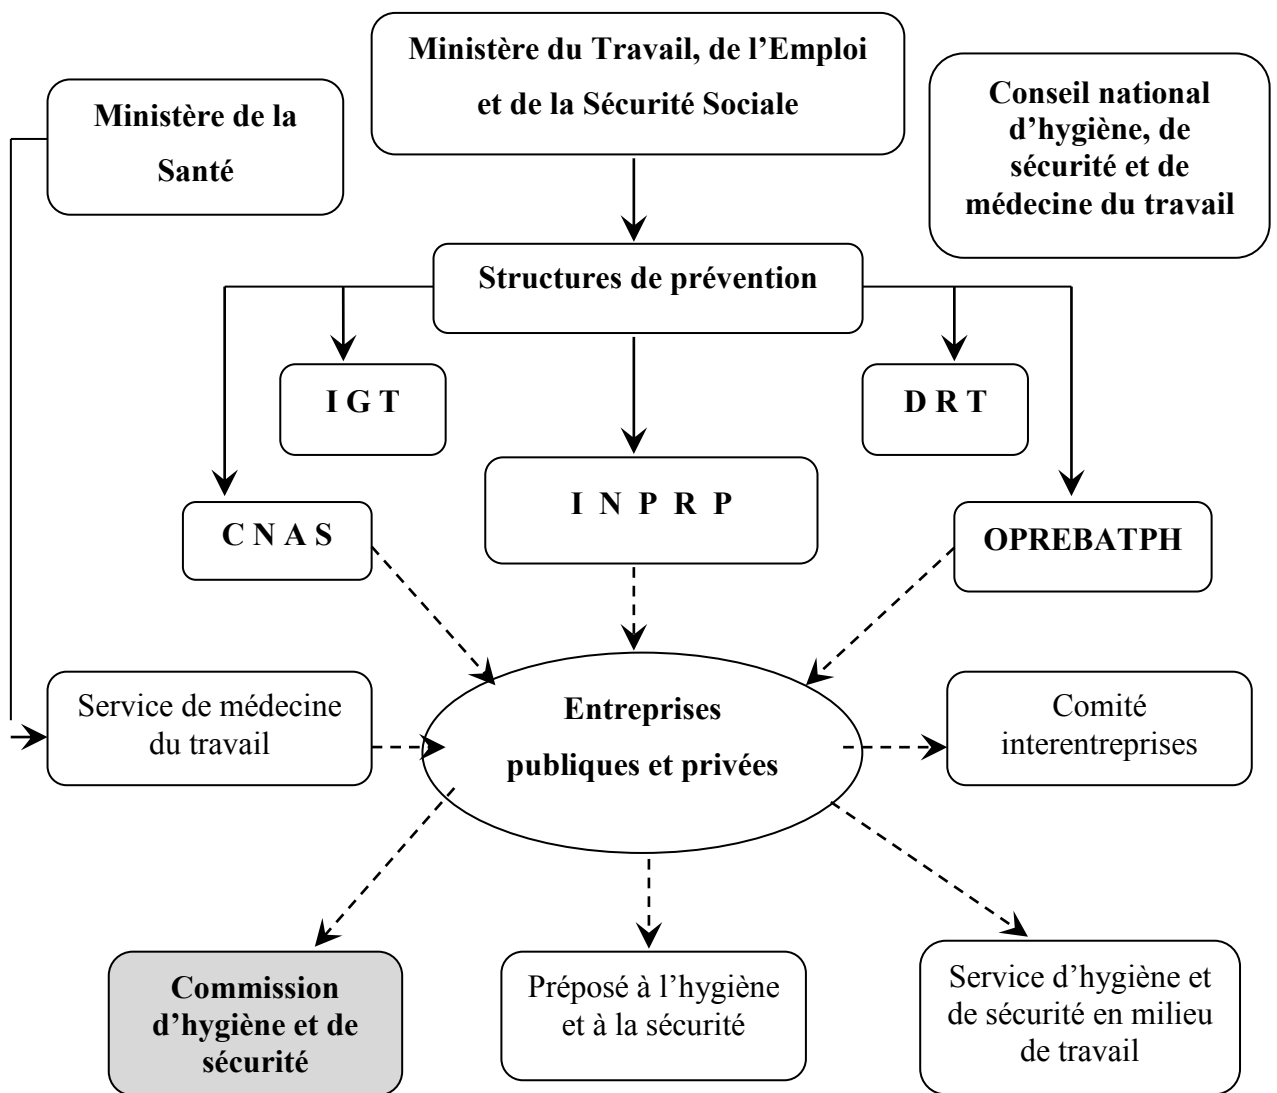 Ministère du Travail, de l’Emploi
et de la Sécurité Sociale
Ministère de la
Santé
Conseil national
d’hygiène, de
sécurité et de
médecine du travail
Structures de prévention
I G T
D R T
I N P R P
C N A S
OPREBATPH
Service de médecine
du travail
Entreprises
publiques et privées
Comité
interentreprises
Commission
d’hygiène et de
sécurité
Préposé à l’hygiène
et à la sécurité
Service d’hygiène et
de sécurité en milieu
de travail